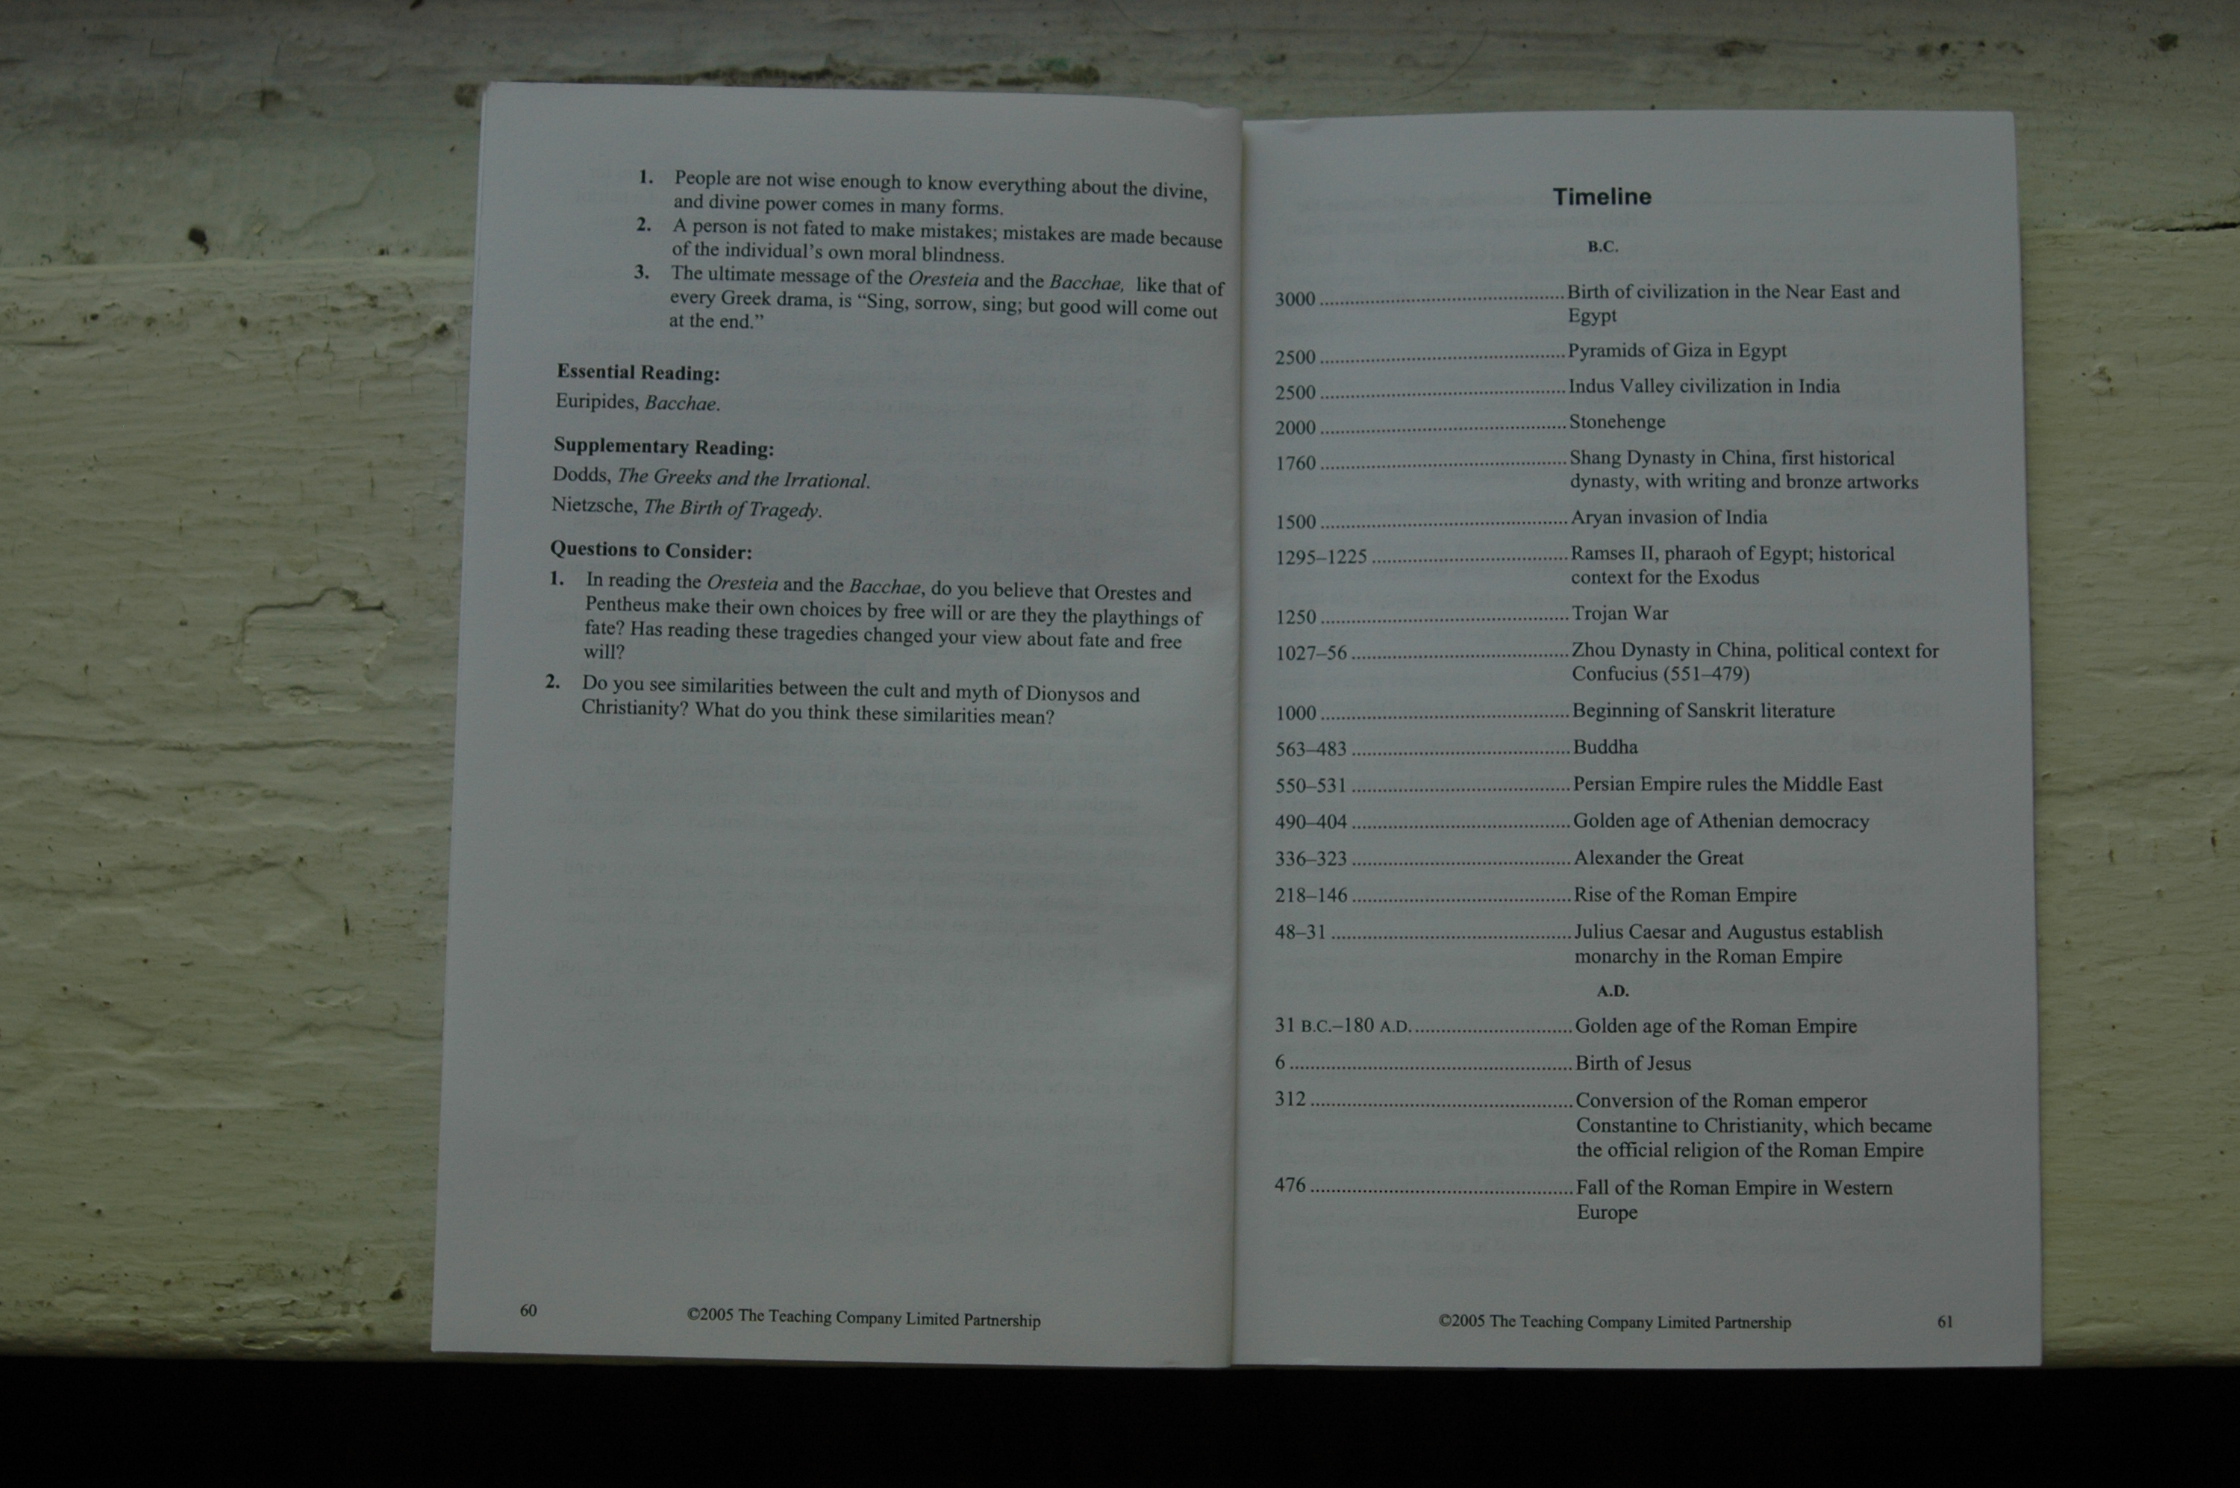 1. People are not wise enough to know everything about the divine,
and divine power comes in many forms.
2. A person is not fated to make mistakes; mistakes are made because
of the individual's own moral blindness.
3. The ultimate message of the Oresteia and the Bacchae, like that of
every Greek drama, is “Sing, sorrow, sing; but good will come out
at the end.”
Essential Reading:
Euripides, Bacchae.
Supplementary Reading:
Dodds, The Greeks and the Irrational.
Nietzsche, The Birth of Tragedy.
Questions to Consider:
1. In reading the Oresteia and the Bacchae, do you believe that Orestes and
Pentheus make their own choices by free will or are they the playthings of
fate? Has reading these tragedies changed your view about fate and free
will?
2. Do you see similarities between the cult and myth of Dionysos and
Christianity? What do you think these similarities mean?
60 ©2005 The Teaching Company Limited Partnership
Timeline
B.C.
3000 ........................................ Birth of civilization in the Near East and
Egypt
2500 ........................................ Pyramids of Giza in Egypt
2500 ........................................ Indus Valley civilization in India
2000 ........................................ Stonehenge
1760 ........................................ Shang Dynasty in China, first historical
dynasty, with writing and bronze artworks
1500 ........................................ Aryan invasion of India
1295–1225 ................................ Ramses II, pharaoh of Egypt; historical
context for the Exodus
1250 ........................................ Trojan War
1027–56 ................................... Zhou Dynasty in China, political context for
Confucius (551–479)
1000 ........................................ Beginning of Sanskrit literature
563–483 ................................... Buddha
550–531 ................................... Persian Empire rules the Middle East
490–404 ................................... Golden age of Athenian democracy
336–323 ................................... Alexander the Great
218–146 ................................... Rise of the Roman Empire
48–31 ....................................... Julius Caesar and Augustus establish
monarchy in the Roman Empire
A.D.
31 B.C.–180 A.D. ......................... Golden age of the Roman Empire
6 .............................................. Birth of Jesus
312 .......................................... Conversion of the Roman emperor
Constantine to Christianity, which became
the official religion of the Roman Empire
476 .......................................... Fall of the Roman Empire in Western
Europe
©2005 The Teaching Company Limited Partnership 61